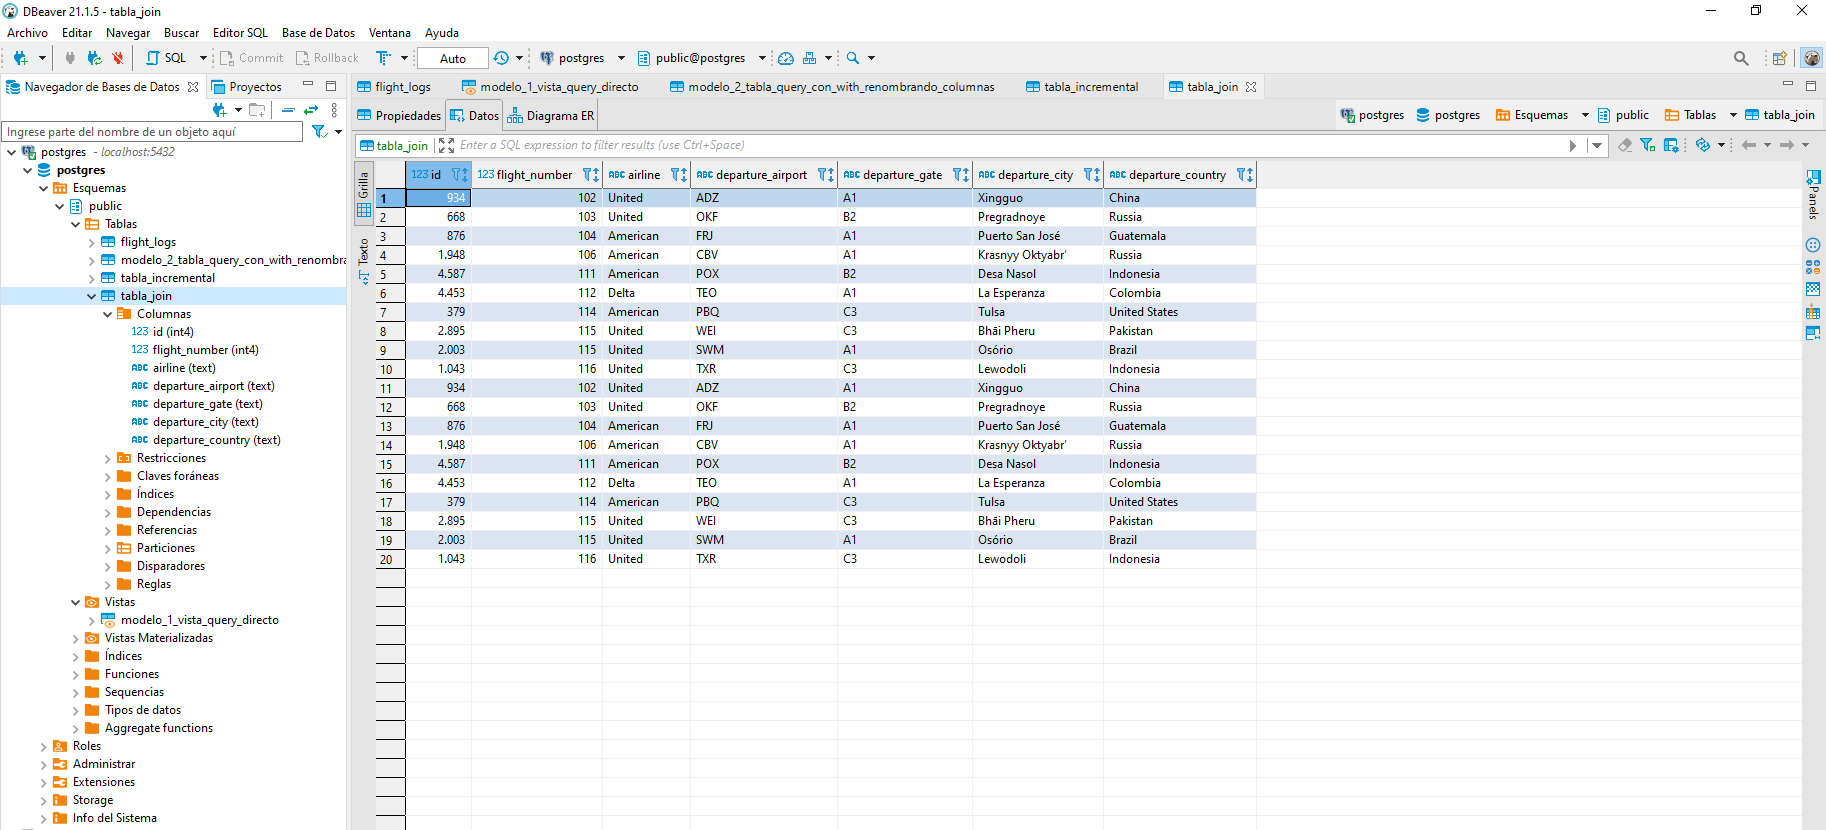 DBeaver 21.1.5 - tabla_join
Archivo Editar Navegar Buscar Editor SQL Base de Datos Ventana Ayuda
SQL Commit Rollback Auto postgres public@postgres
Navegador de Bases de Datos Proyectos
flight_logs modelo_1_vista_query_directo modelo_2_tabla_query_con_with_renombrando_columnas tabla_incremental tabla_join
Propiedades Datos Diagrama ER postgres postgres Esquemas public Tablas tabla_join
Ingrese parte del nombre de un objeto aquí
tabla_join Enter a SQL expression to filter results (use Ctrl+Space)
postgres - localhost:5432
postgres
Esquemas
public
Tablas
flight_logs
modelo_2_tabla_query_con_with_renombra
tabla_incremental
tabla_join
Columnas
123 id (int4)
123 flight_number (int4)
ABC airline (text)
ABC departure_airport (text)
ABC departure_gate (text)
ABC departure_city (text)
ABC departure_country (text)
Restricciones
Claves foráneas
Índices
Dependencias
Referencias
Particiones
Disparadores
Reglas
Vistas
modelo_1_vista_query_directo
Vistas Materializadas
Índices
Funciones
Sequencias
Tipos de datos
Aggregate functions
Roles
Administrar
Extensiones
Storage
Info del Sistema
Grilla
Texto
123 id 123 flight_number ABC airline ABC departure_airport ABC departure_gate ABC departure_city ABC departure_country
1 934 102 United ADZ A1 Xingguo China
2 668 103 United OKF B2 Pregradnoye Russia
3 876 104 American FRJ A1 Puerto San José Guatemala
4 1.948 106 American CBV A1 Krasnyy Oktyabr' Russia
5 4.587 111 American POX B2 Desa Nasol Indonesia
6 4.453 112 Delta TEO A1 La Esperanza Colombia
7 379 114 American PBQ C3 Tulsa United States
8 2.895 115 United WEI C3 Bhāi Pheru Pakistan
9 2.003 115 United SWM A1 Osório Brazil
10 1.043 116 United TXR C3 Lewodoli Indonesia
11 934 102 United ADZ A1 Xingguo China
12 668 103 United OKF B2 Pregradnoye Russia
13 876 104 American FRJ A1 Puerto San José Guatemala
14 1.948 106 American CBV A1 Krasnyy Oktyabr' Russia
15 4.587 111 American POX B2 Desa Nasol Indonesia
16 4.453 112 Delta TEO A1 La Esperanza Colombia
17 379 114 American PBQ C3 Tulsa United States
18 2.895 115 United WEI C3 Bhāi Pheru Pakistan
19 2.003 115 United SWM A1 Osório Brazil
20 1.043 116 United TXR C3 Lewodoli Indonesia
Panels